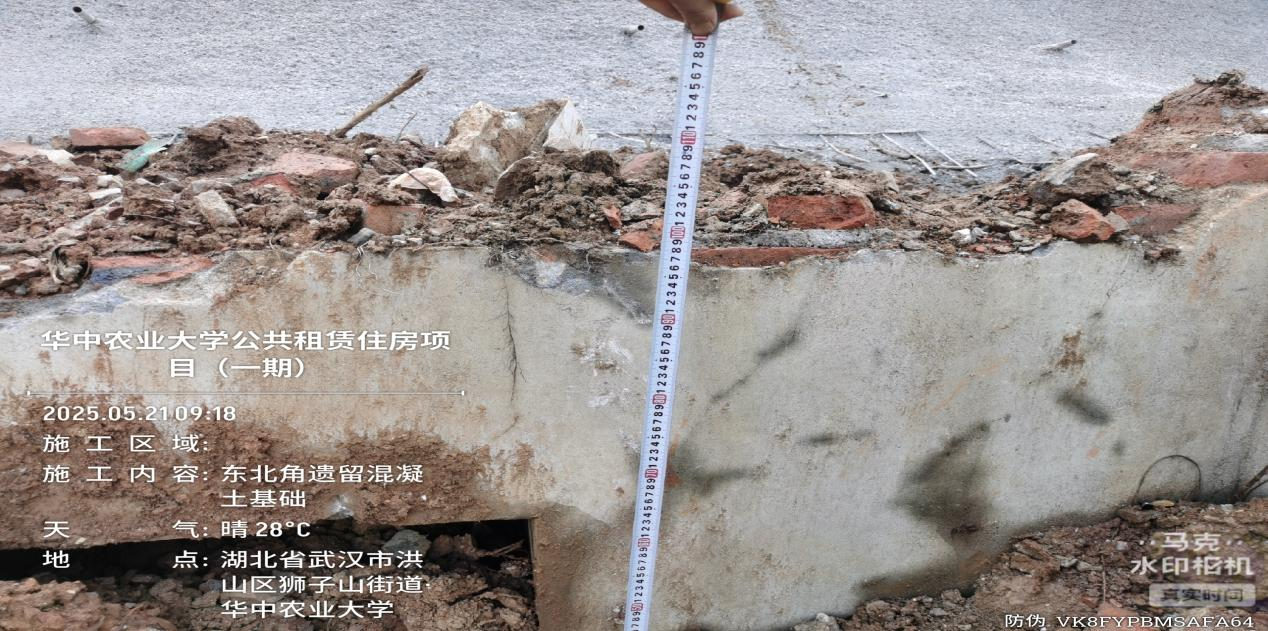 华中农业大学公共租赁住房项
目（一期）
2025.05.21 09:18
施工区域:
施工内容: 东北角遗留混凝
土基础
天气: 晴 28°C
地点: 湖北省武汉市洪
山区狮子山街道·
华中农业大学
马克
水印相机
真实时间
防伪 VK8FYPBMSAFA64